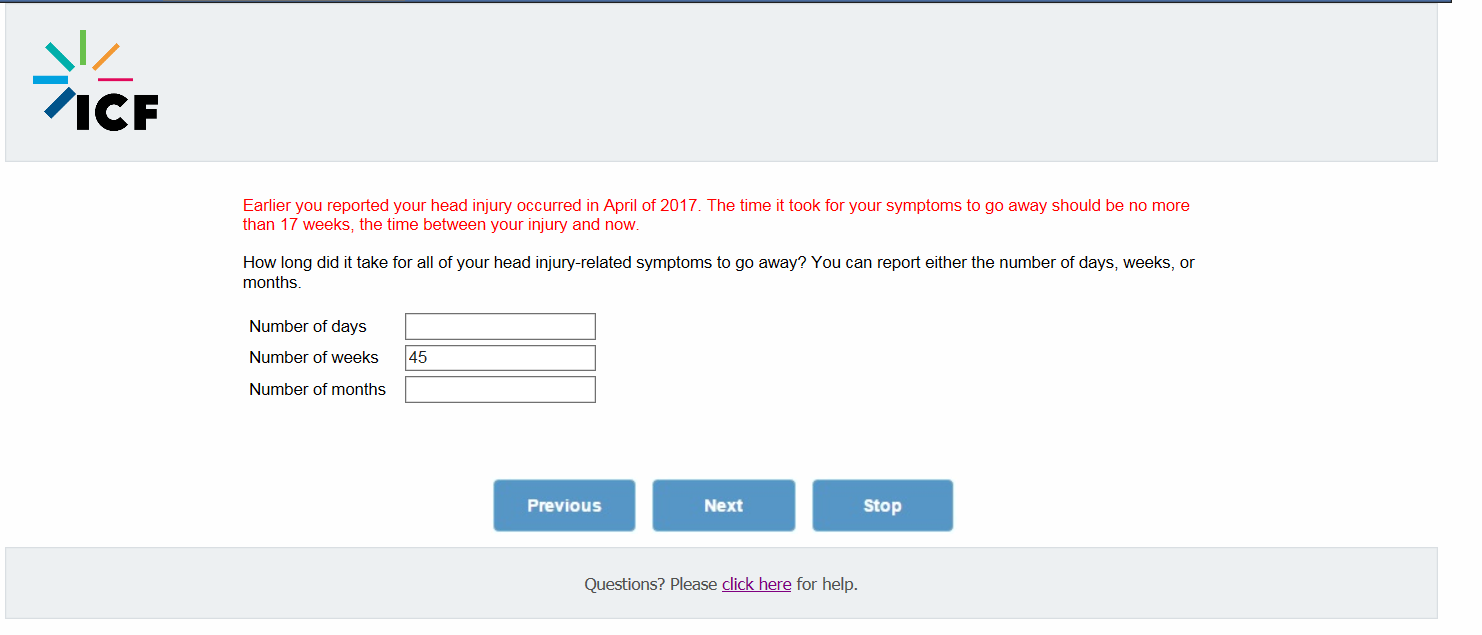 ICF
Earlier you reported your head injury occurred in April of 2017. The time it took for your symptoms to go away should be no more
than 17 weeks, the time between your injury and now.
How long did it take for all of your head injury-related symptoms to go away? You can report either the number of days, weeks, or
months.
Number of days
Number of weeks 45
Number of months
Previous Next Stop
Questions? Please click here for help.